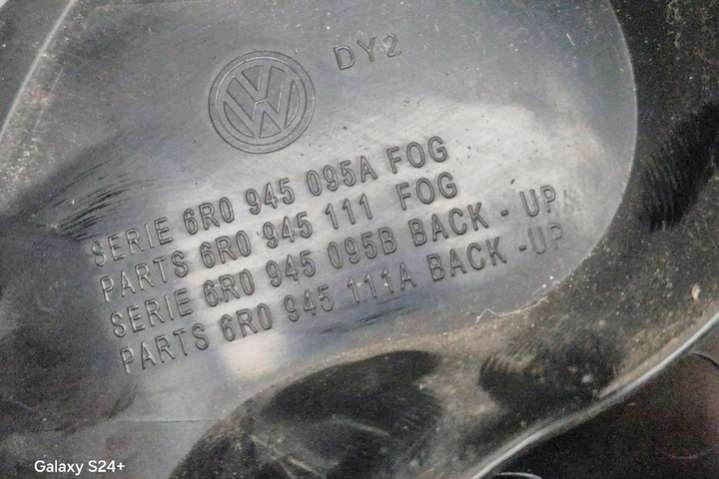 DY2
SERIE 6R0 945 095A FOG
PARTS 6R0 945 111 FOG
SERIE 6R0 945 095B BACK - UP
PARTS 6R0 945 111A BACK -UP
Galaxy S24+